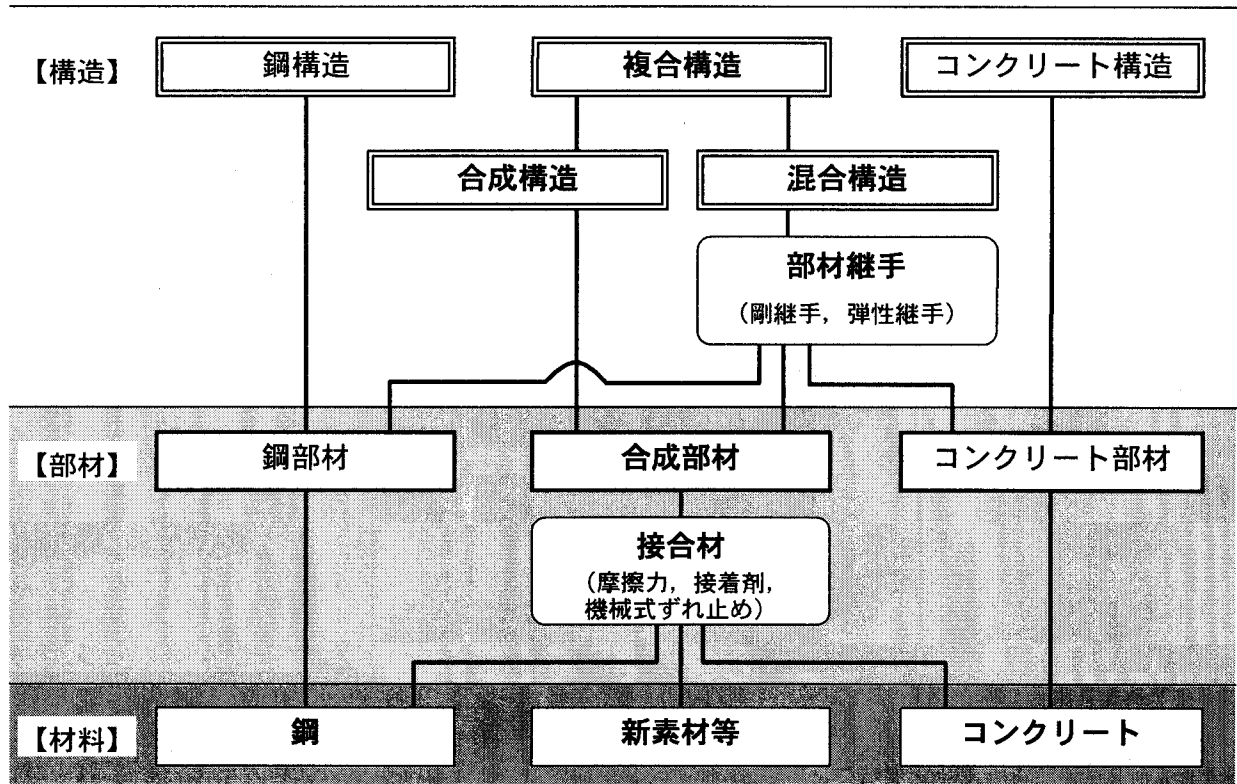 【構造】
鋼構造
複合構造
コンクリート構造
合成構造
混合構造
部材継手
(剛継手,弾性継手)
【部材】
鋼部材
合成部材
コンクリート部材
接合材
(摩擦力,接着剤,
機械式ずれ止め)
【材料】
鋼
新素材等
コンクリート